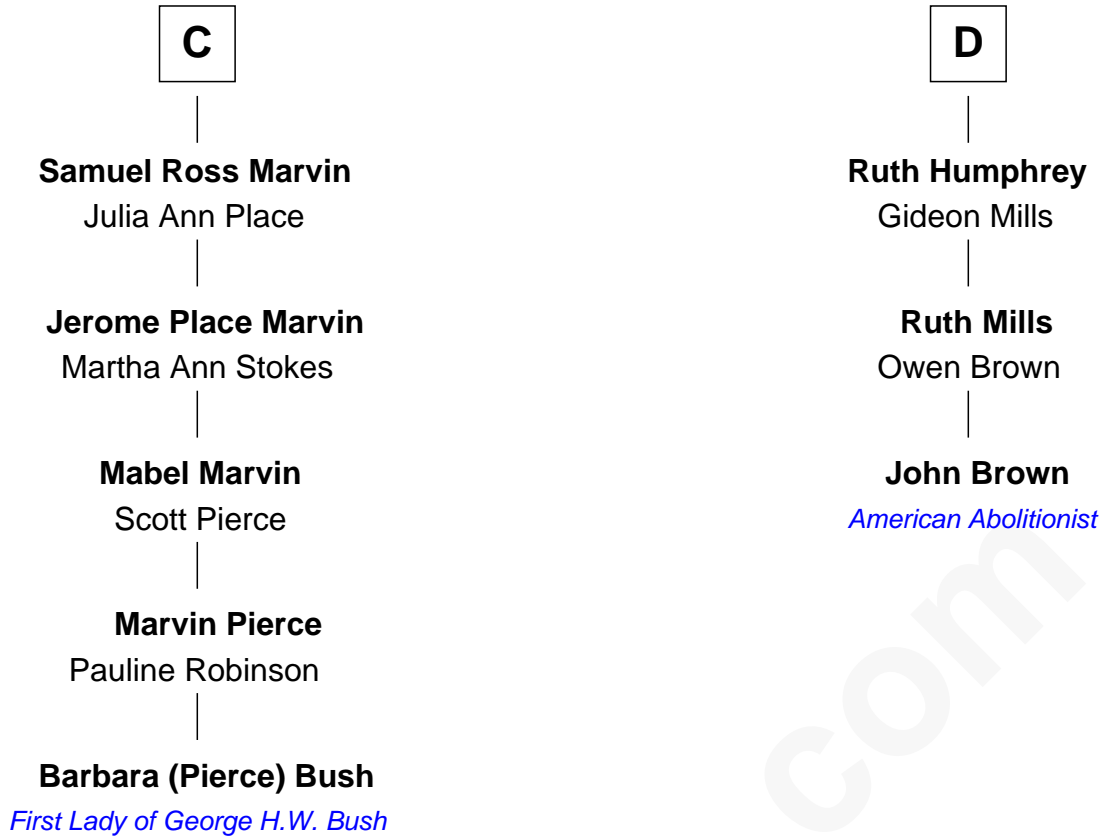 C
Samuel Ross Marvin
Julia Ann Place
Jerome Place Marvin
Martha Ann Stokes
Mabel Marvin
Scott Pierce
Marvin Pierce
Pauline Robinson
Barbara (Pierce) Bush
First Lady of George H.W. Bush
D
Ruth Humphrey
Gideon Mills
Ruth Mills
Owen Brown
John Brown
American Abolitionist
com